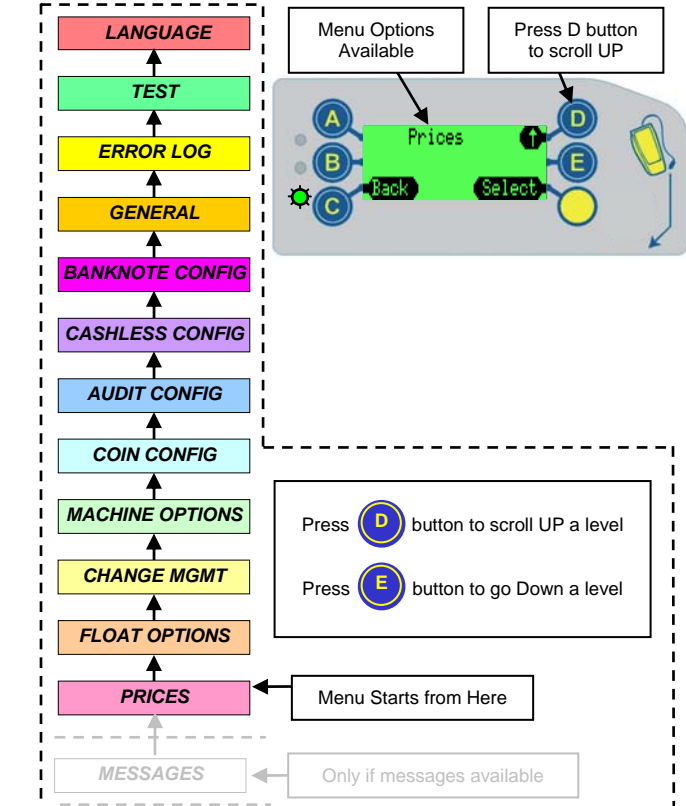 LANGUAGE
TEST
ERROR LOG
GENERAL
BANKNOTE CONFIG
CASHLESS CONFIG
AUDIT CONFIG
COIN CONFIG
MACHINE OPTIONS
CHANGE MGMT
FLOAT OPTIONS
PRICES
MESSAGES
Menu Options
Available
Press D button
to scroll UP
A
B
C
Prices
Back
Select
D
E
Press D button to scroll UP a level
Press E button to go Down a level
Menu Starts from Here
Only if messages available